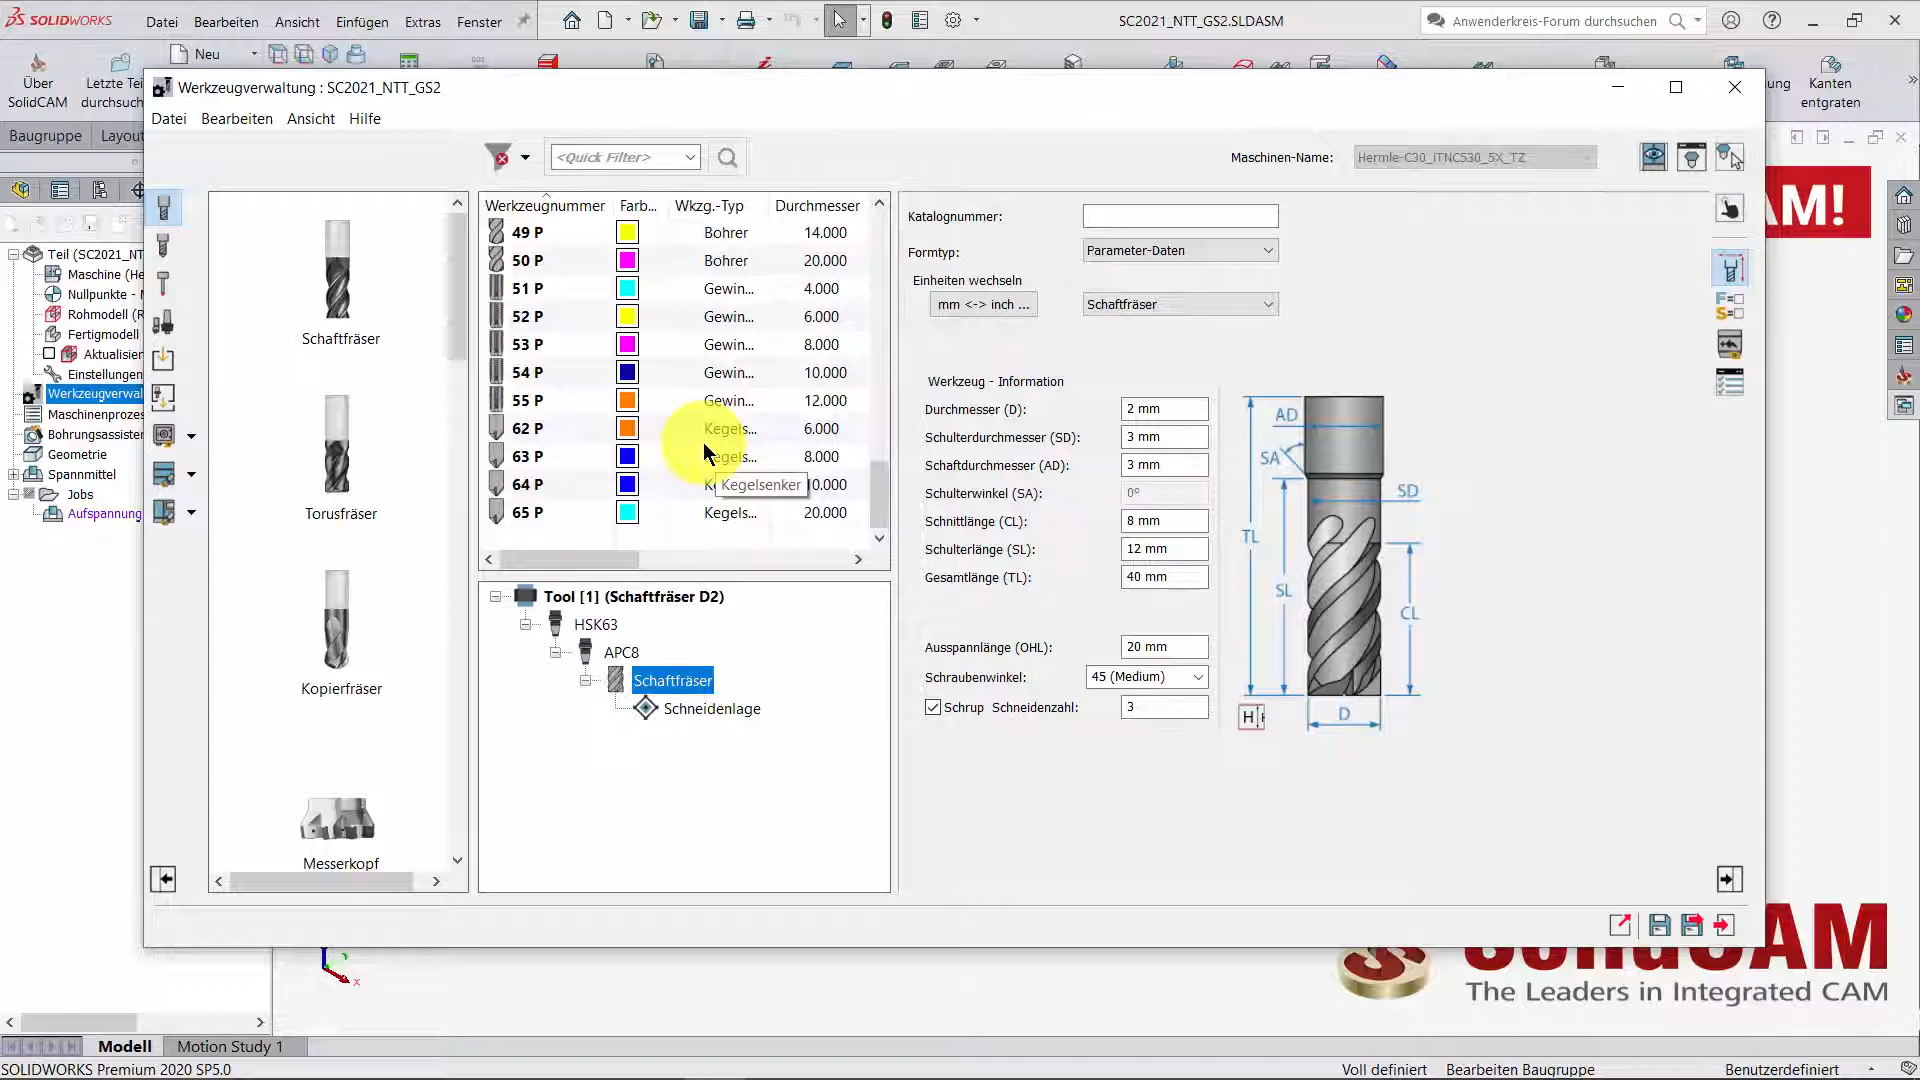 SOLIDWORKS
Datei Bearbeiten Ansicht Einfügen Extras Fenster
SC2021_NTT_GS2.SLDASM
Anwenderkreis-Forum durchsuchen
Neu
Über SolidCAM
Letzte Tei durchsuch
Kanten entgraten
Baugruppe Layou
Werkzeugverwaltung : SC2021_NTT_GS2
Datei Bearbeiten Ansicht Hilfe
<Quick Filter>
Maschinen-Name: Hermle-C30_iTNC530_5X_TZ
Teil (SC2021_NT
Maschine (He
Nullpunkte -
Rohmodell (
Fertigmodell
Aktualisier
Einstellungen
Werkzeugverwal
Maschinenprozes
Bohrungsassister
Geometrie
Spannmittel
Jobs
Aufspannung
Schaftfräser
Torusfräser
Kopierfräser
Messerkopf
Werkzeugnummer Farb... Wkzg.-Typ Durchmesser
49 P Bohrer 14.000
50 P Bohrer 20.000
51 P Gewin... 4.000
52 P Gewin... 6.000
53 P Gewin... 8.000
54 P Gewin... 10.000
55 P Gewin... 12.000
62 P Kegels... 6.000
63 P Kegels... 8.000
64 P 10.000
Kegelsenker
65 P Kegels... 20.000
Tool [1] (Schaftfräser D2)
HSK63
APC8
Schaftfräser
Schneidenlage
Katalognummer:
Formtyp: Parameter-Daten
Einheiten wechseln
mm <-> inch ... Schaftfräser
Werkzeug - Information
Durchmesser (D): 2 mm
Schulterdurchmesser (SD): 3 mm
Schaftdurchmesser (AD): 3 mm
Schulterwinkel (SA): 0º
Schnittlänge (CL): 8 mm
Schulterlänge (SL): 12 mm
Gesamtlänge (TL): 40 mm
Ausspannlänge (OHL): 20 mm
Schraubenwinkel: 45 (Medium)
Schrup Schneidenzahl: 3
AD
SA
SD
TL
SL
CL
D
H
F=
S=
AM!
SolidCAM
The Leaders in Integrated CAM
x
Modell Motion Study 1
SOLIDWORKS Premium 2020 SP5.0
Voll definiert Bearbeiten Baugruppe Benutzerdefiniert